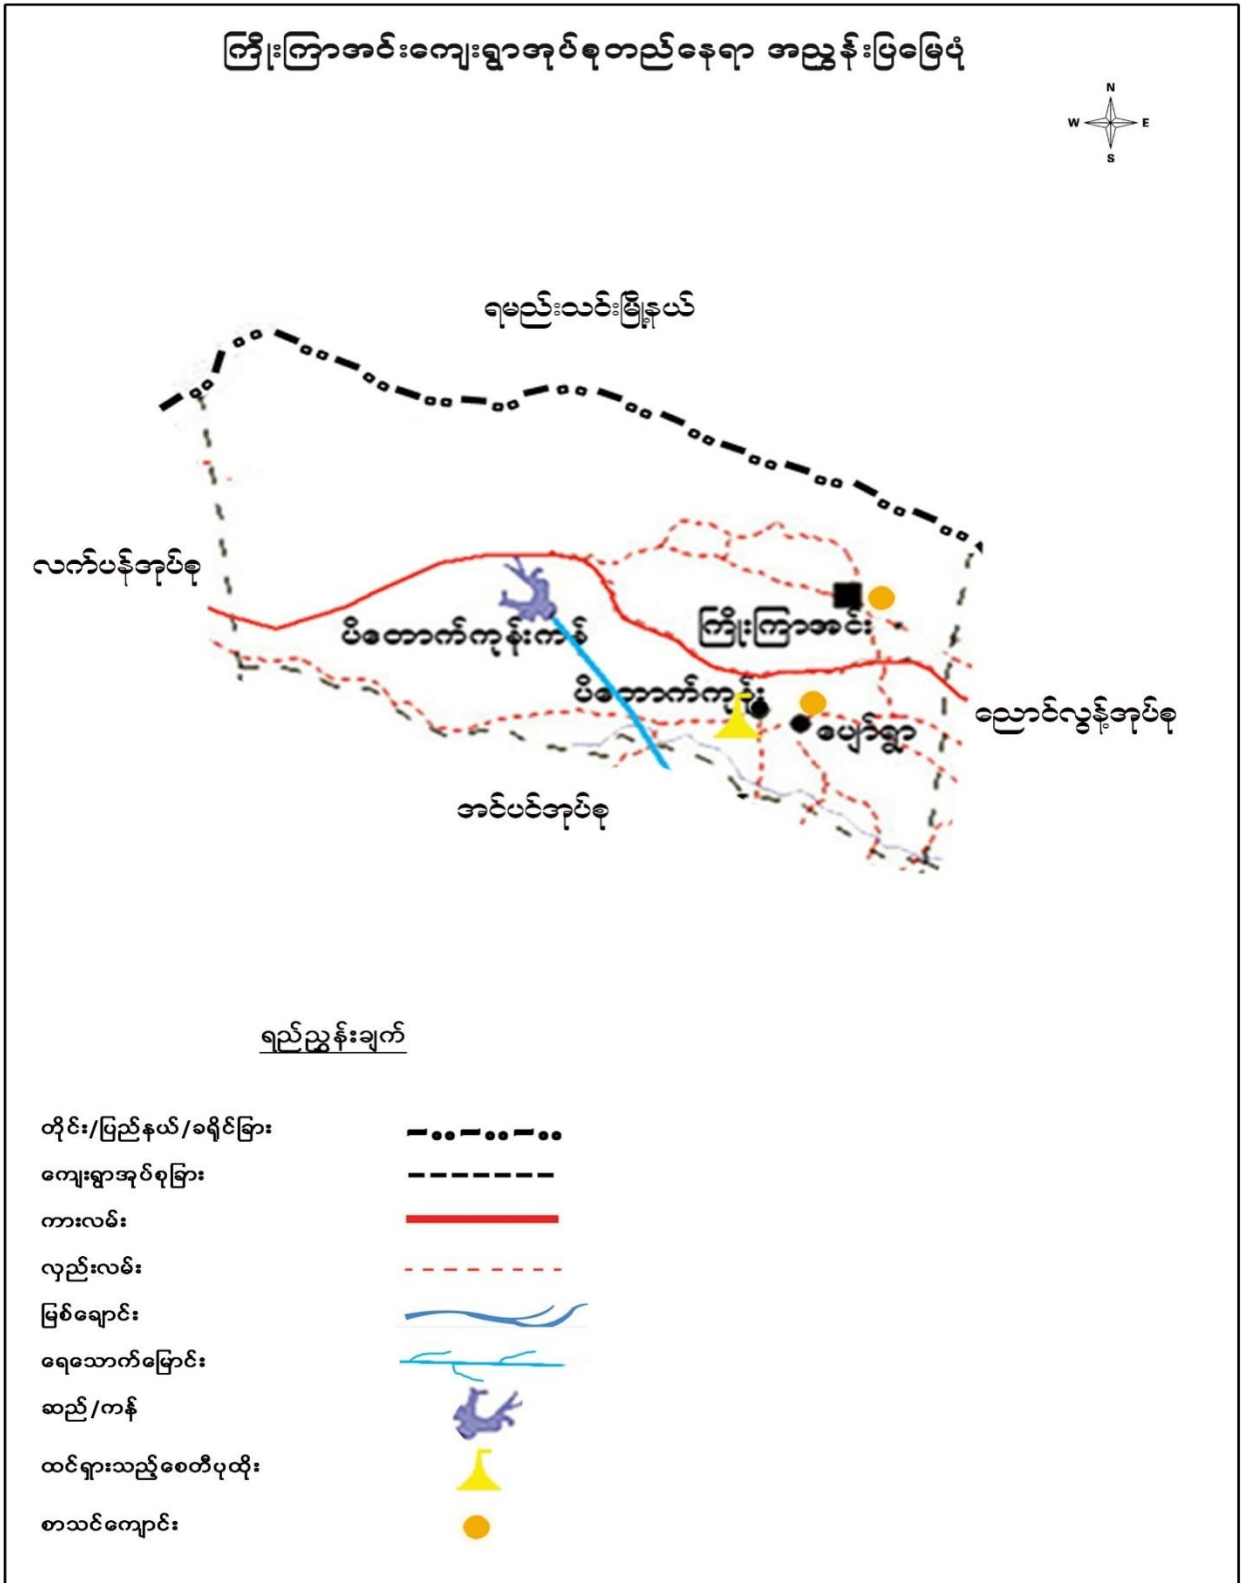 ကြိုးကြာအင်းကျေးရွာအုပ်စုတည်နေရာ အညွှန်းပြမြေပုံ
N
W E
S
ရမည်းသင်းမြို့နယ်
လက်ပန်အုပ်စု
ပိတောက်ကုန်းကန်
ကြိုးကြာအင်း
ပိတောက်ကုန်း
ပျော်ရွာ
ညောင်လွန့်အုပ်စု
အင်ပင်အုပ်စု
ရည်ညွှန်းချက်
တိုင်း/ပြည်နယ်/ခရိုင်ခြား
ကျေးရွာအုပ်စုခြား
ကားလမ်း
လှည်းလမ်း
မြစ်ချောင်း
ရေသောက်မြောင်း
ဆည်/ကန်
ထင်ရှားသည့်စေတီပုထိုး
စာသင်ကျောင်း